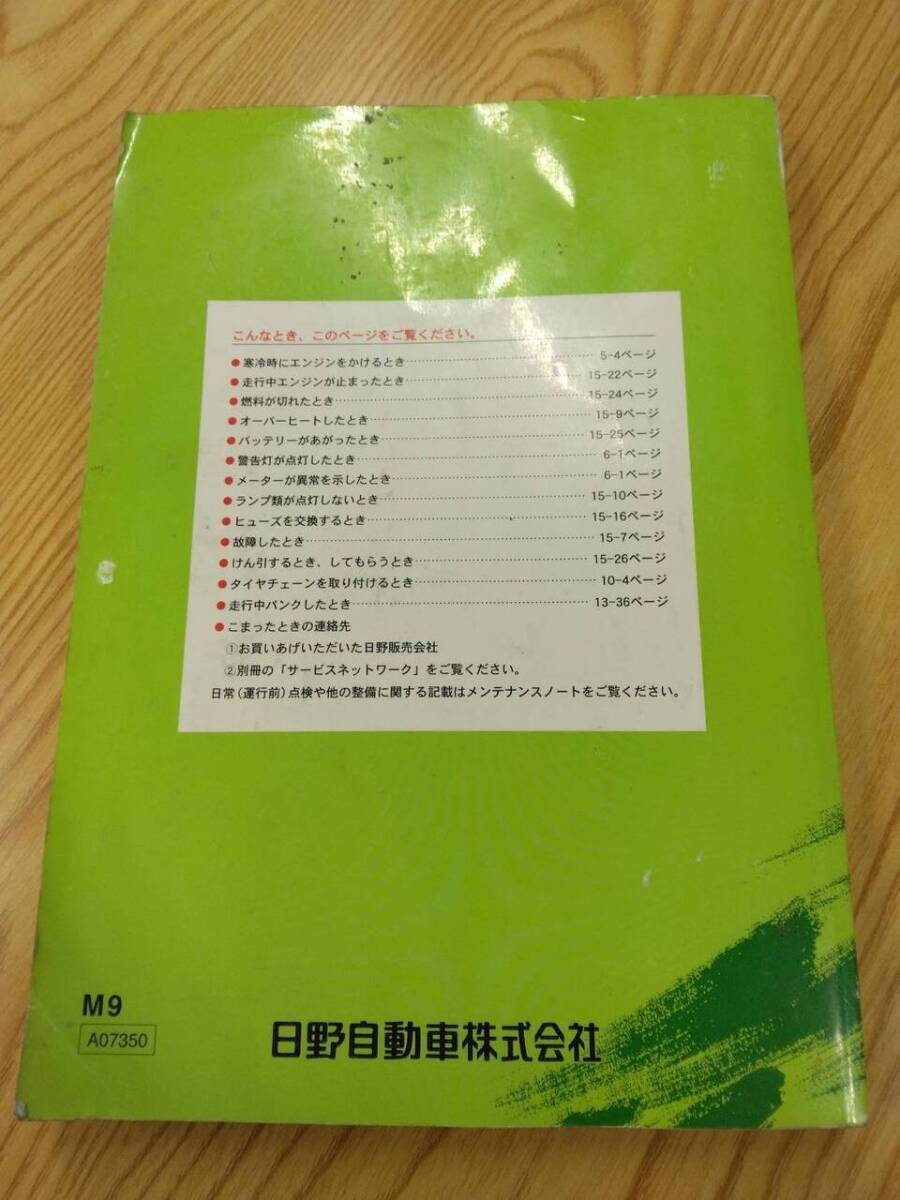 こんなとき、このページをご覧ください。
●寒冷時にエンジンをかけるとき 5-4ページ
●走行中エンジンが止まったとき 15-22ページ
●燃料が切れたとき 15-24ページ
●オーバーヒートしたとき 15-9ページ
●バッテリーがあがったとき 15-25ページ
●警告灯が点灯したとき 6-1ページ
●メーターが異常を示したとき 6-1ページ
●ランプ類が点灯しないとき 15-10ページ
●ヒューズを交換するとき 15-16ページ
●故障したとき 15-7ページ
●けん引するとき、してもらうとき 15-26ページ
●タイヤチェーンを取り付けるとき 10-4ページ
●走行中パンクしたとき 13-36ページ
●こまったときの連絡先
①お買いあげいただいた日野販売会社
②別冊の「サービスネットワーク」をご覧ください。
日常(運行前)点検や他の整備に関する記載はメンテナンスノートをご覧ください。
M9
A07350
日野自動車株式会社